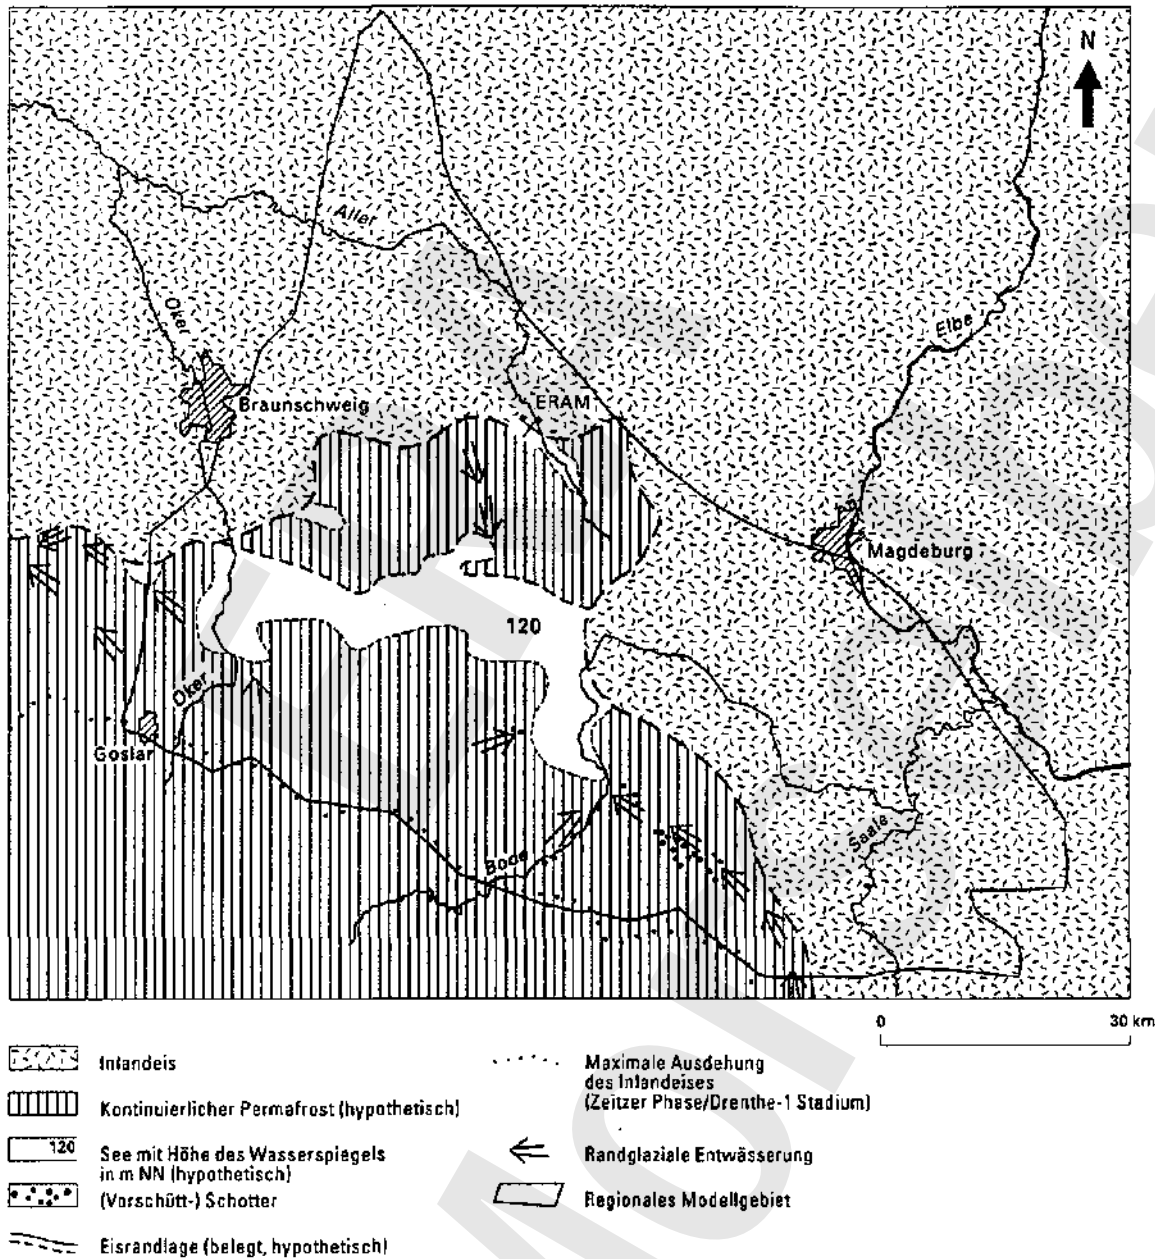 N
Aller
Oker
Elbe
Braunschweig
ERAM
Magdeburg
120
Oker
Goslar
Saale
Bode
0 30 km
Inlandeis
Kontinuierlicher Permafrost (hypothetisch)
120 See mit Höhe des Wasserspiegels
in m NN (hypothetisch)
(Vorschütt-) Schotter
Eisrandlage (belegt, hypothetisch)
Maximale Ausdehung
des Inlandeises
(Zeitzer Phase/Drenthe-1 Stadium)
Randglaziale Entwässerung
Regionales Modellgebiet